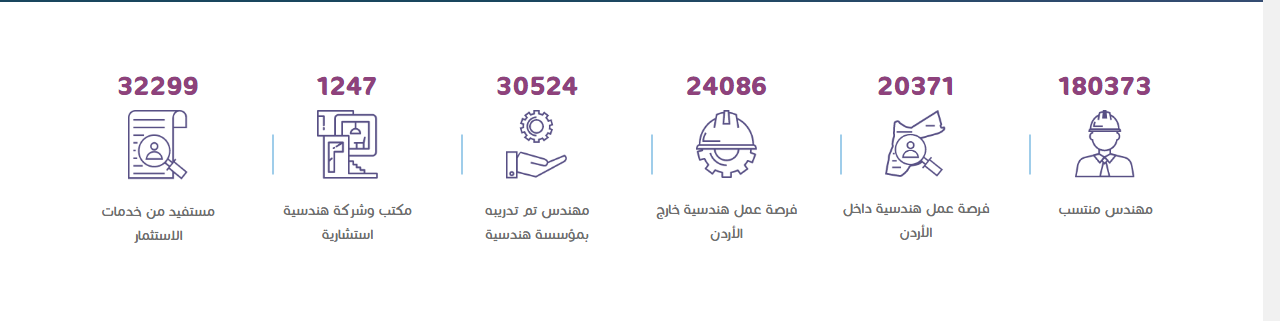 180373
مهندس منتسب
20371
فرصة عمل هندسية داخل
الأردن
24086
فرصة عمل هندسية خارج
الأردن
30524
مهندس تم تدريبه
بمؤسسة هندسية
1247
مكتب وشركة هندسية
استشارية
32299
مستفيد من خدمات
الاستثمار